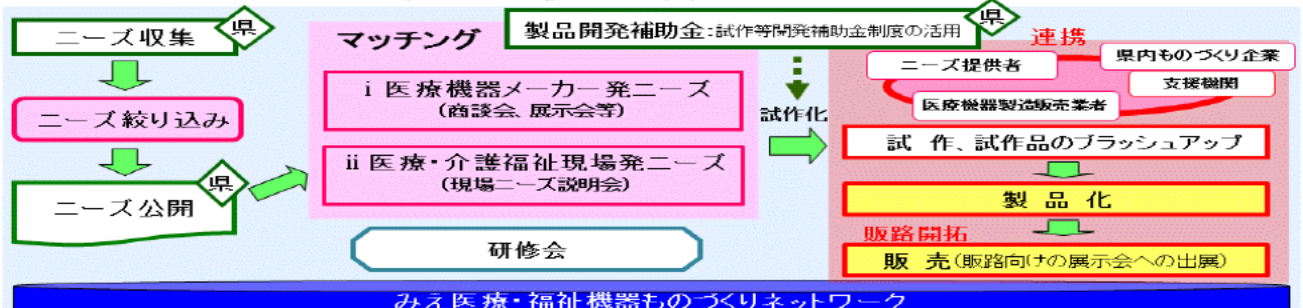 ニーズ収集
県
ニーズ絞り込み
ニーズ公開
県
マッチング
製品開発補助金:試作等開発補助金制度の活用
県
ⅰ医療機器メーカー発ニーズ
(商談会、展示会等)
ⅱ医療・介護福祉現場発ニーズ
(現場ニーズ説明会)
研修会
試作化
連携
ニーズ提供者
県内ものづくり企業
支援機関
医療機器製造販売業者
試 作、試作品のブラッシュアップ
製 品 化
販路開拓
販 売(販路向けの展示会への出展)
みえ医療・福祉機器ものづくりネットワーク